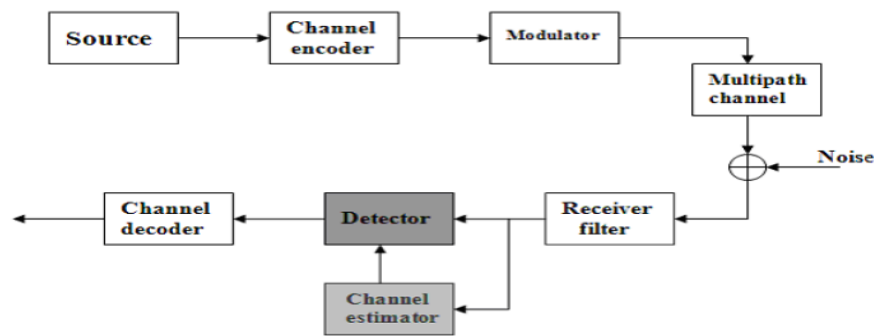 Source
Channel
encoder
Modulator
Multipath
channel
Noise
Channel
decoder
Detector
Receiver
filter
Channel
estimator